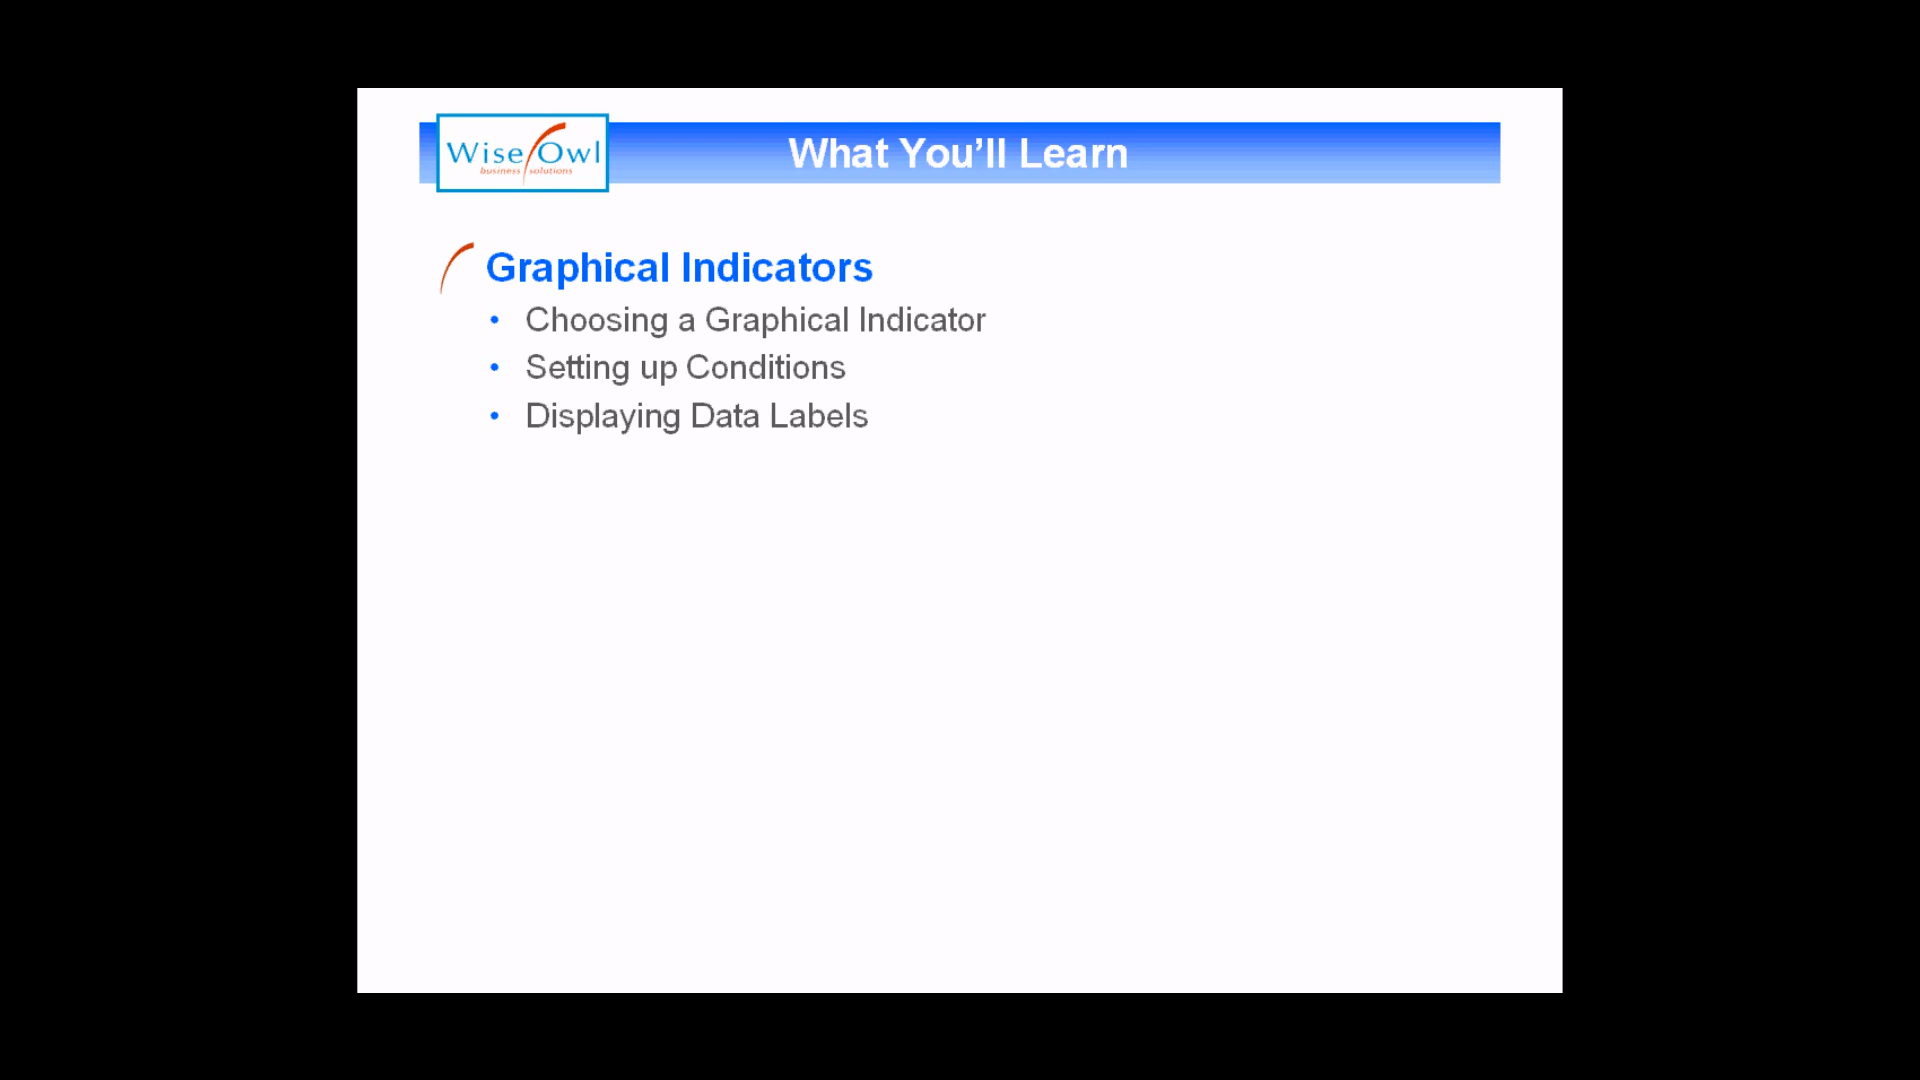 Wise Owl
business solutions
What You’ll Learn
Graphical Indicators
• Choosing a Graphical Indicator
• Setting up Conditions
• Displaying Data Labels